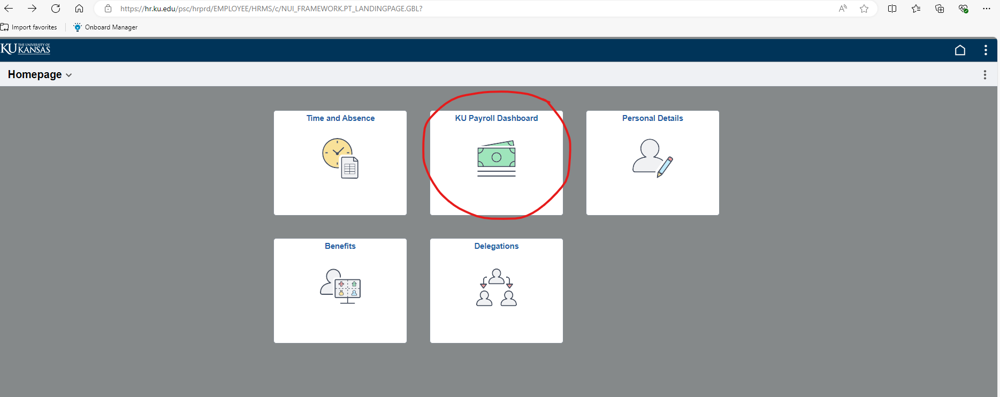 https://hr.ku.edu/psc/hrprd/EMPLOYEE/HRMS/c/NUI_FRAMEWORK.PT_LANDINGPAGE.GBL?
Import favorites
Onboard Manager
KU THE UNIVERSITY OF KANSAS
Homepage
Time and Absence
KU Payroll Dashboard
Personal Details
Benefits
Delegations